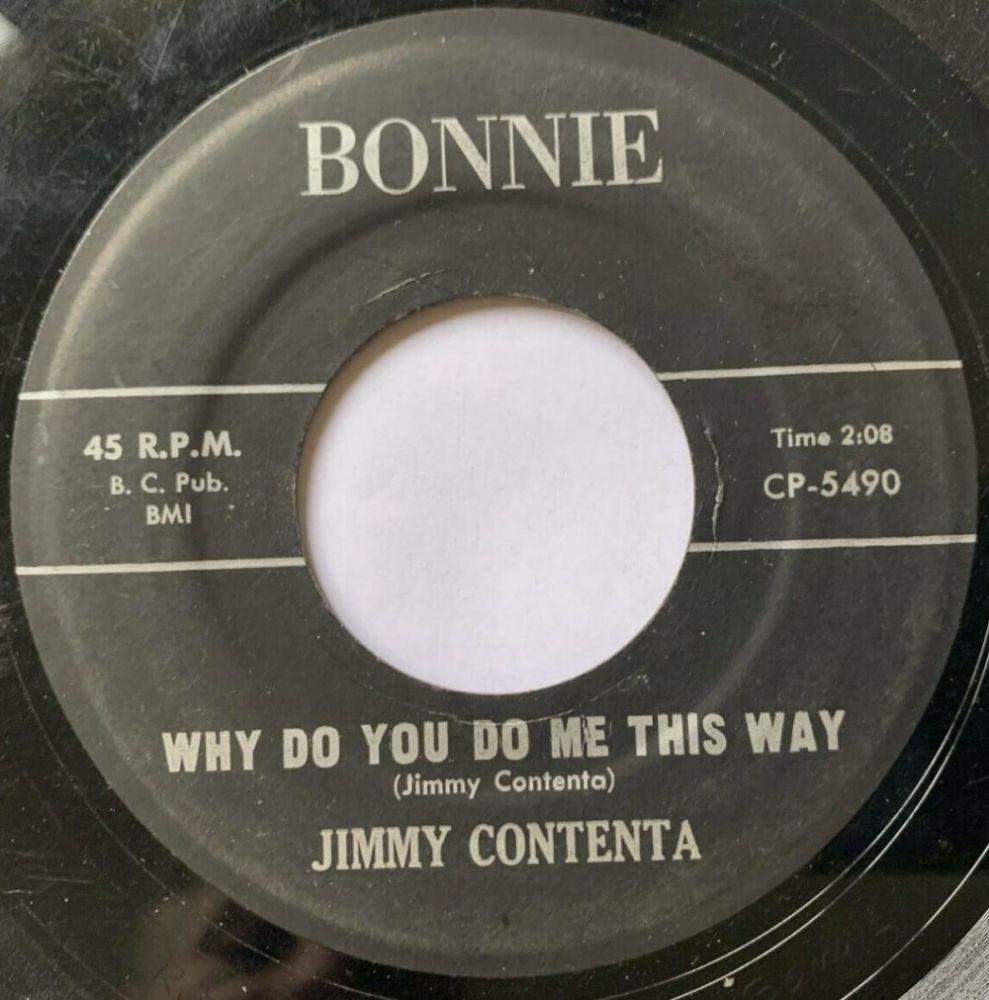 BONNIE
45 R.P.M.
B. C. Pub.
BMI
Time 2:08
CP-5490
WHY DO YOU DO ME THIS WAY
(Jimmy Contenta)
JIMMY CONTENTA